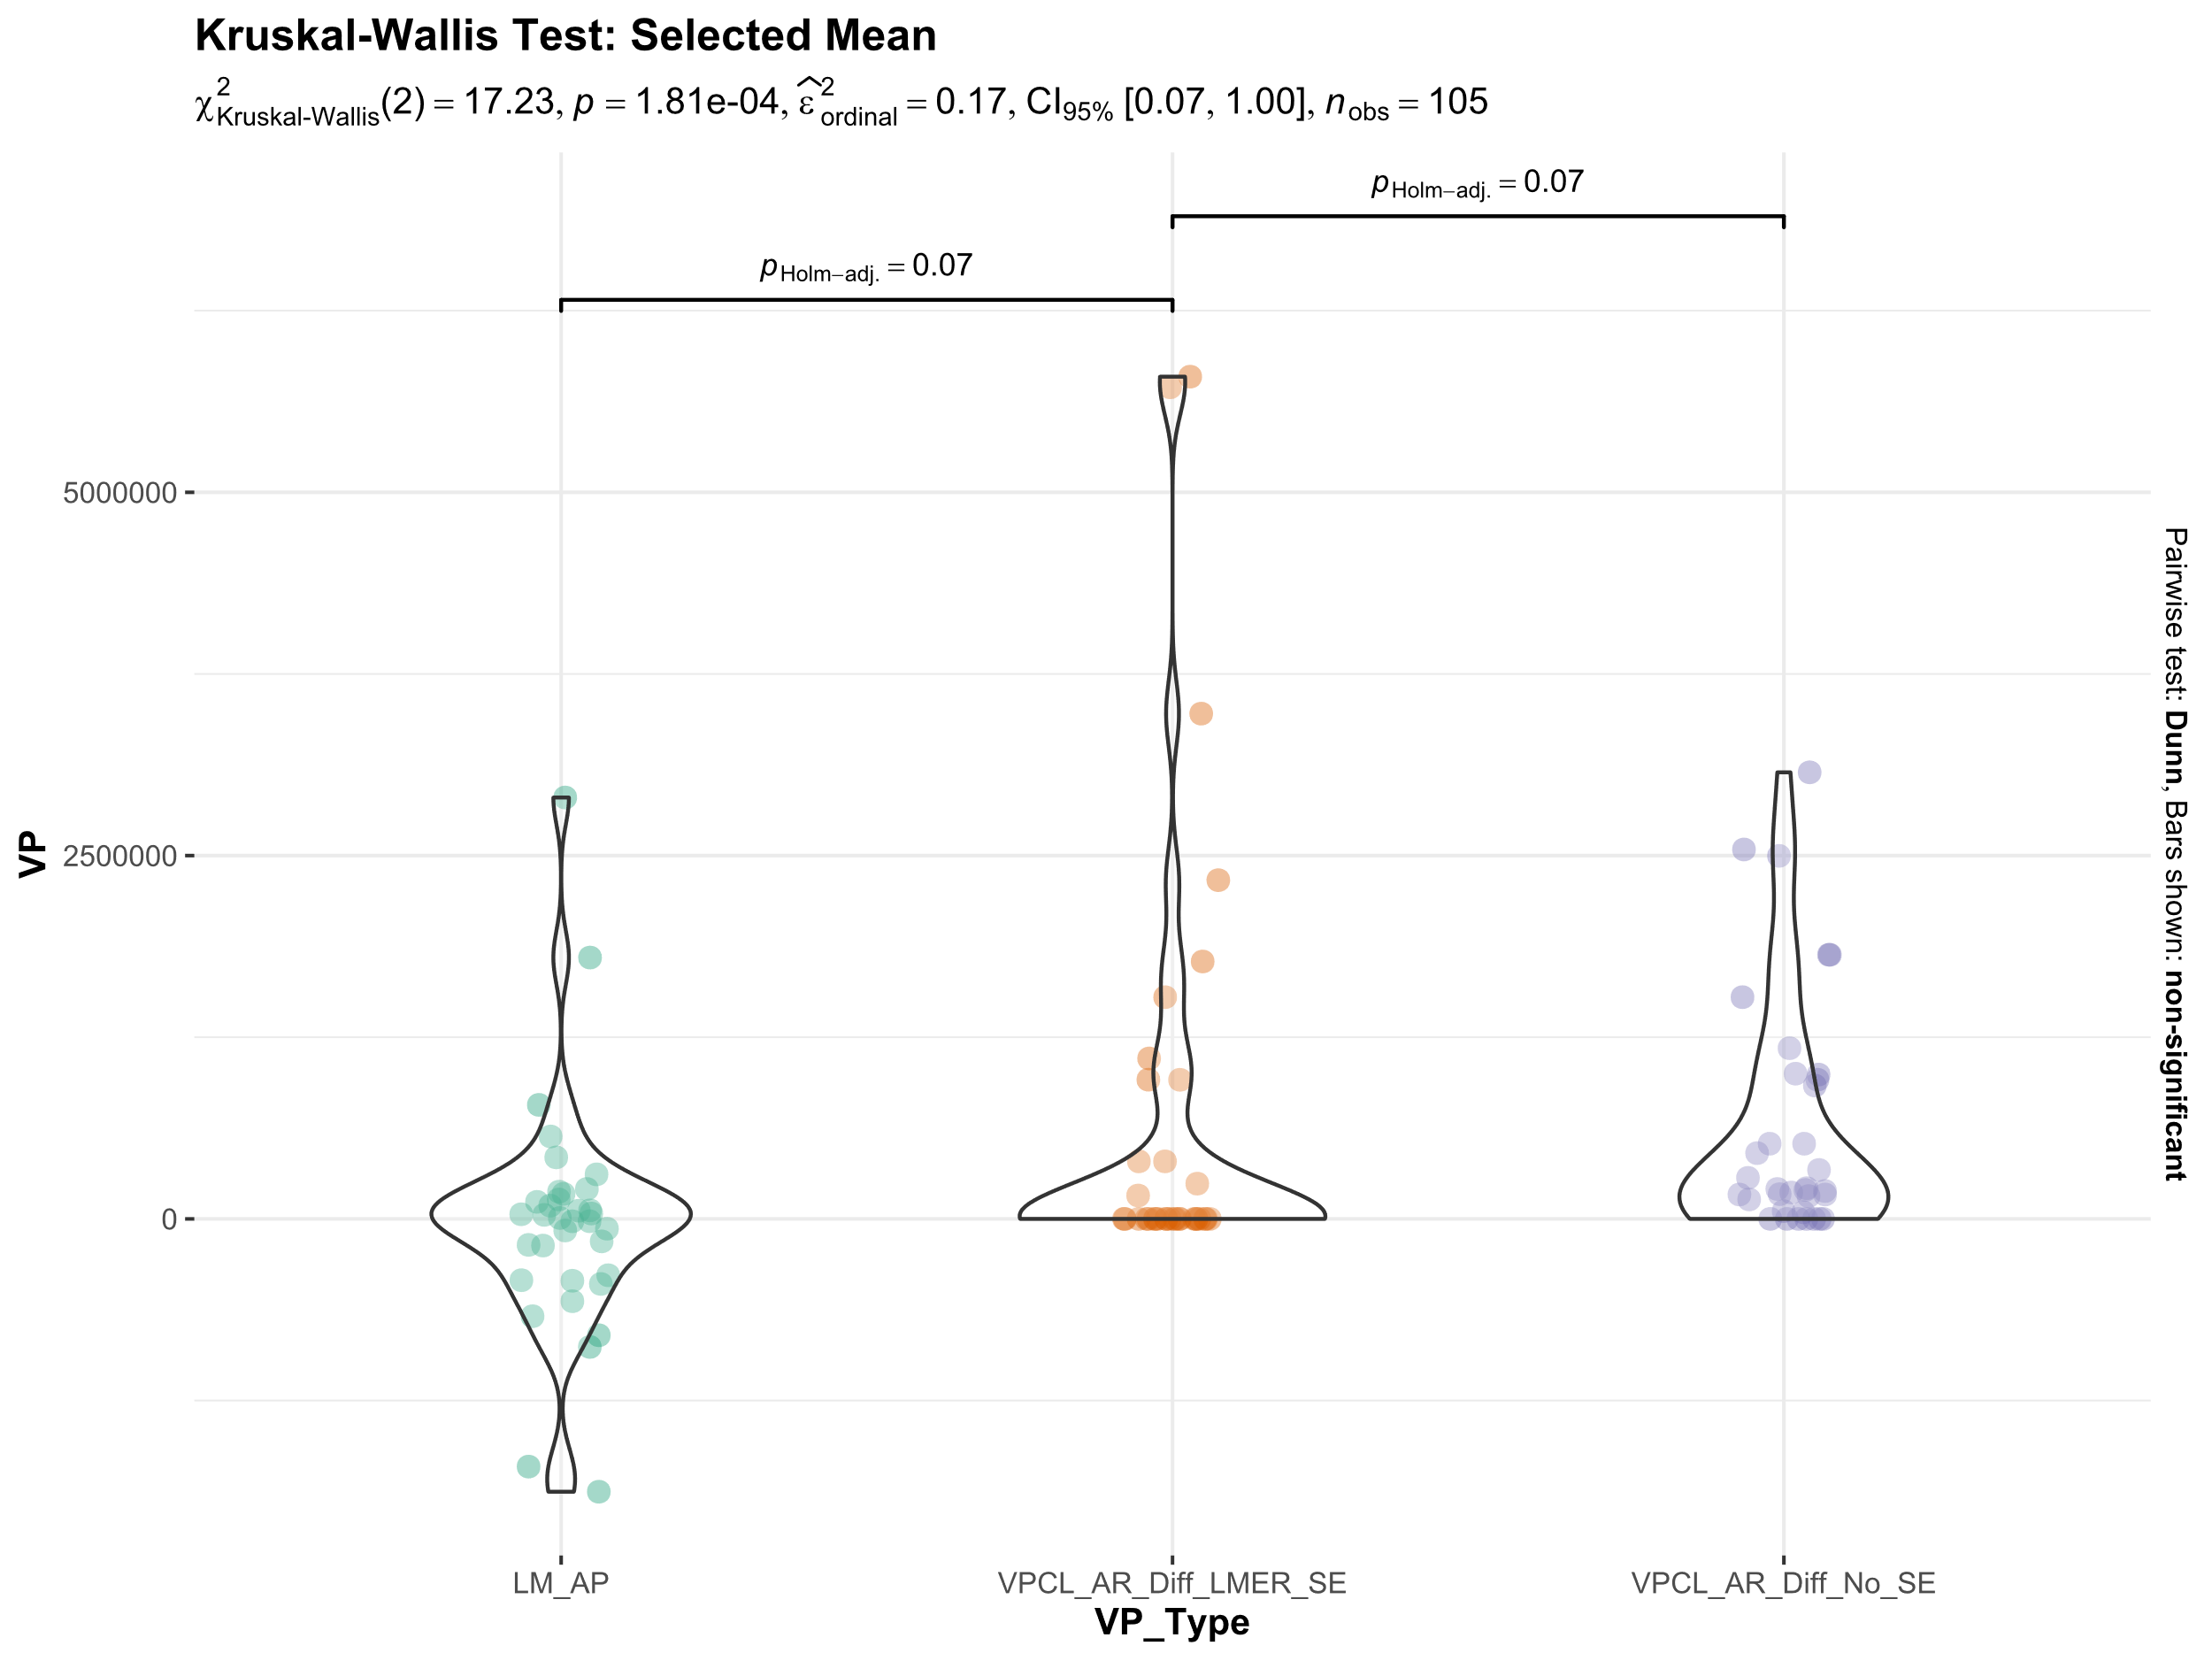 Kruskal-Wallis Test: Selected Mean
χ²Kruskal-Wallis(2) = 17.23, p = 1.81e-04, ε̂²ordinal = 0.17, CI95% [0.07, 1.00], nobs = 105
pHolm−adj. = 0.07
pHolm−adj. = 0.07
5000000
2500000
0
VP
LM_AP
VPCL_AR_Diff_LMER_SE
VPCL_AR_Diff_No_SE
VP_Type
Pairwise test: Dunn, Bars shown: non-significant